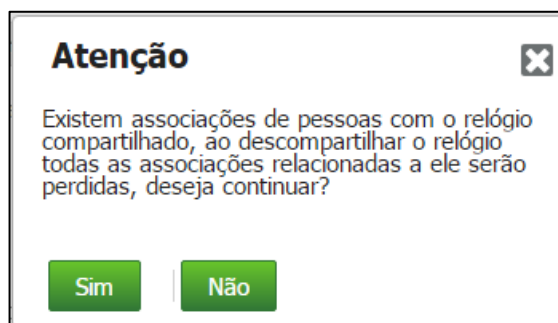 Atenção
Existem associações de pessoas com o relógio
compartilhado, ao descompartilhar o relógio
todas as associações relacionadas a ele serão
perdidas, deseja continuar?
Sim
Não